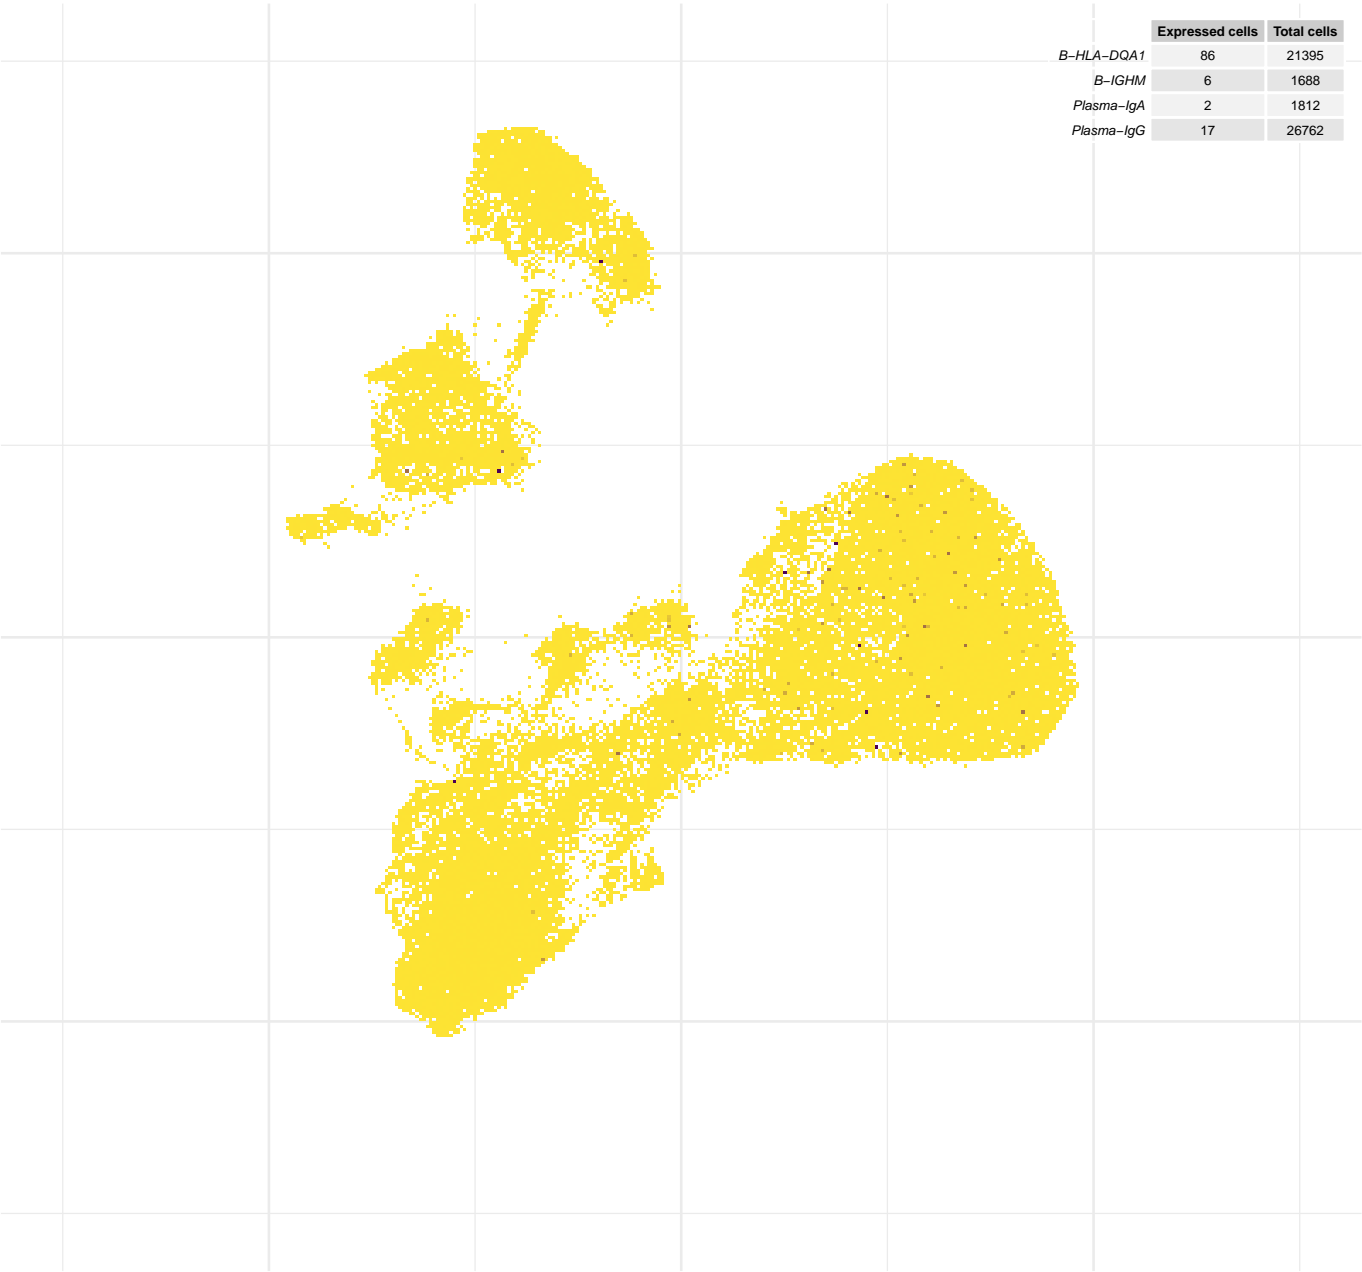 Expressed cells Total cells
B−HLA−DQA1 86 21395
B−IGHM 6 1688
Plasma−IgA 2 1812
Plasma−IgG 17 26762